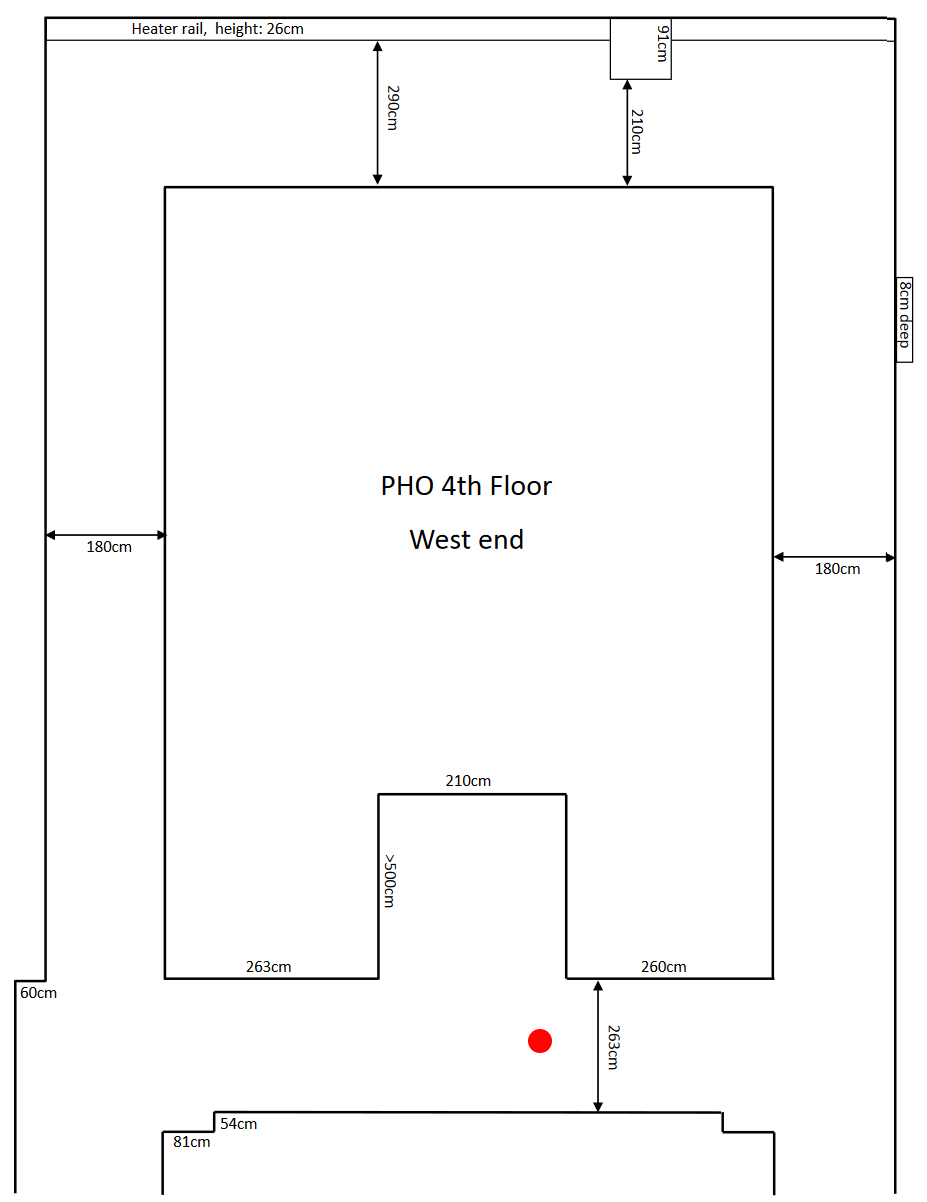 Heater rail,  height: 26cm
91cm
290cm
210cm
8cm deep
PHO 4th Floor
West end
180cm
180cm
210cm
>500cm
263cm
260cm
60cm
263cm
54cm
81cm